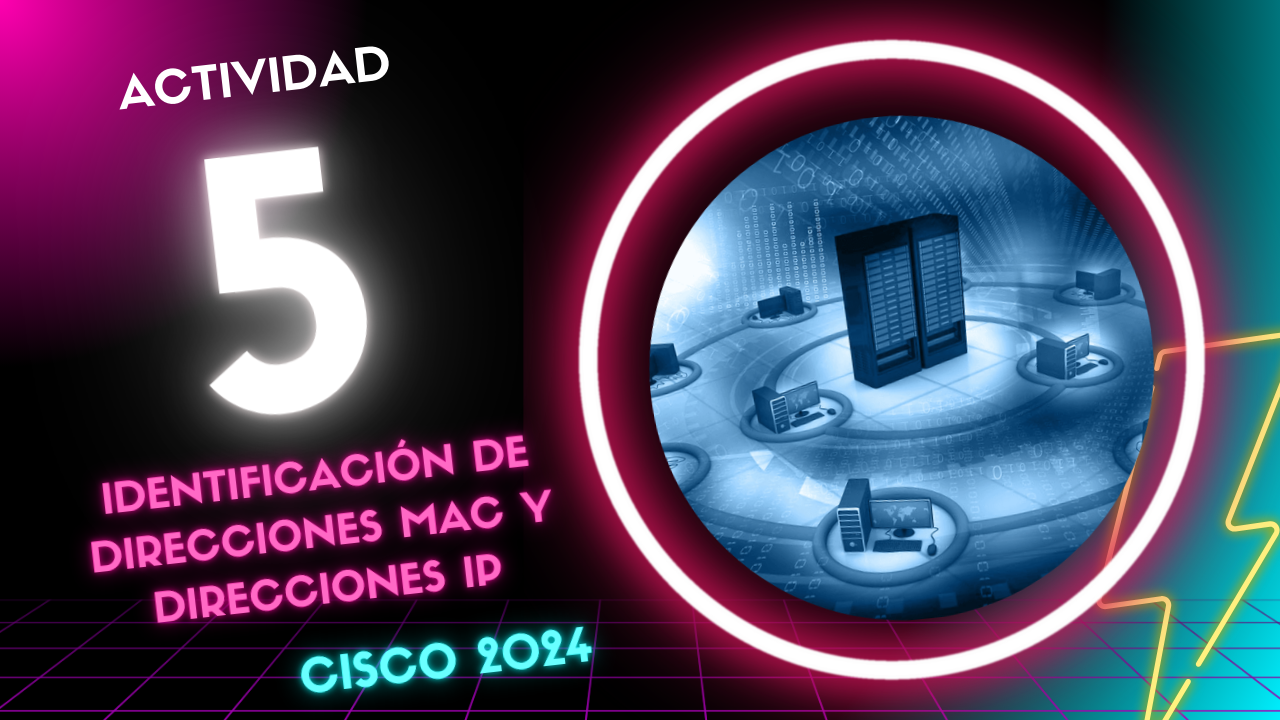 ACTIVIDAD
5
IDENTIFICACIÓN DE
DIRECCIONES MAC Y
DIRECCIONES IP
CISCO 2024